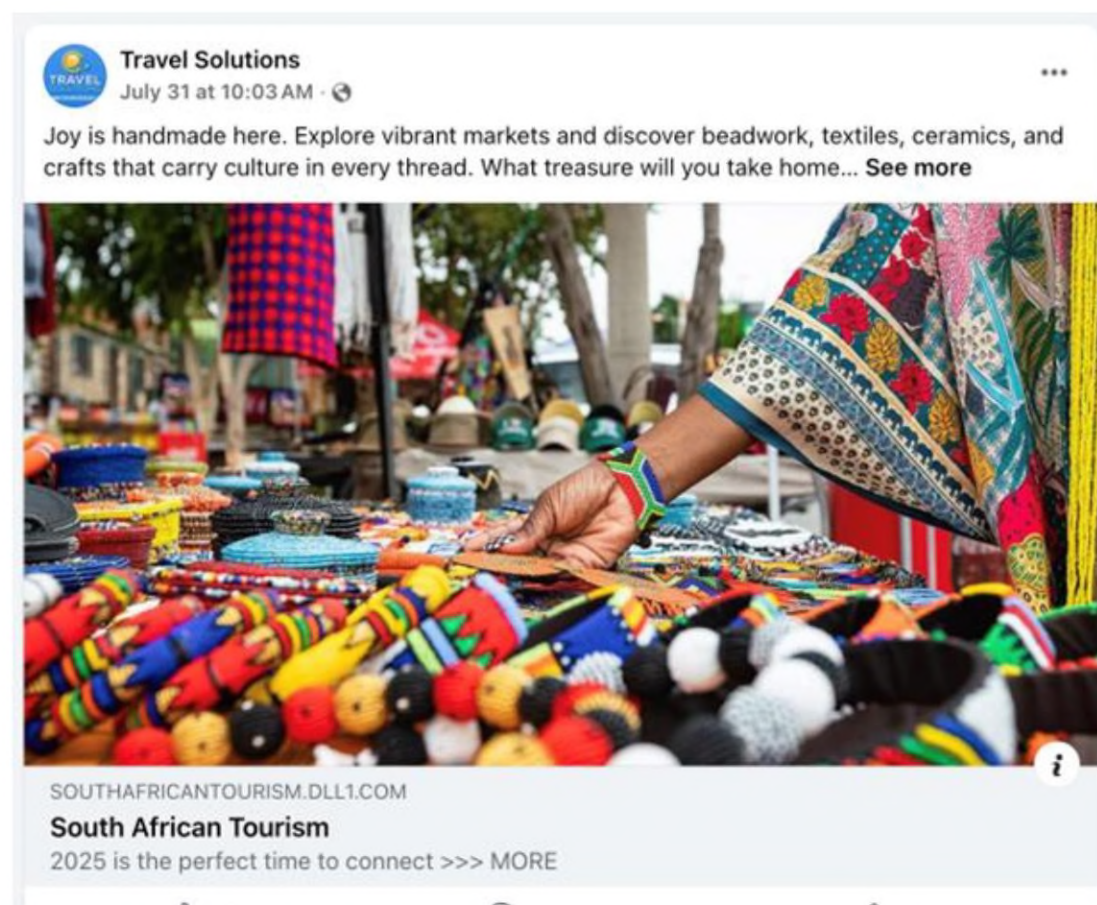 Travel Solutions
TRAVEL
July 31 at 10:03 AM ·
Joy is handmade here. Explore vibrant markets and discover beadwork, textiles, ceramics, and
crafts that carry culture in every thread. What treasure will you take home... See more
i
SOUTHAFRICANTOURISM.DLL1.COM
South African Tourism
2025 is the perfect time to connect >>> MORE